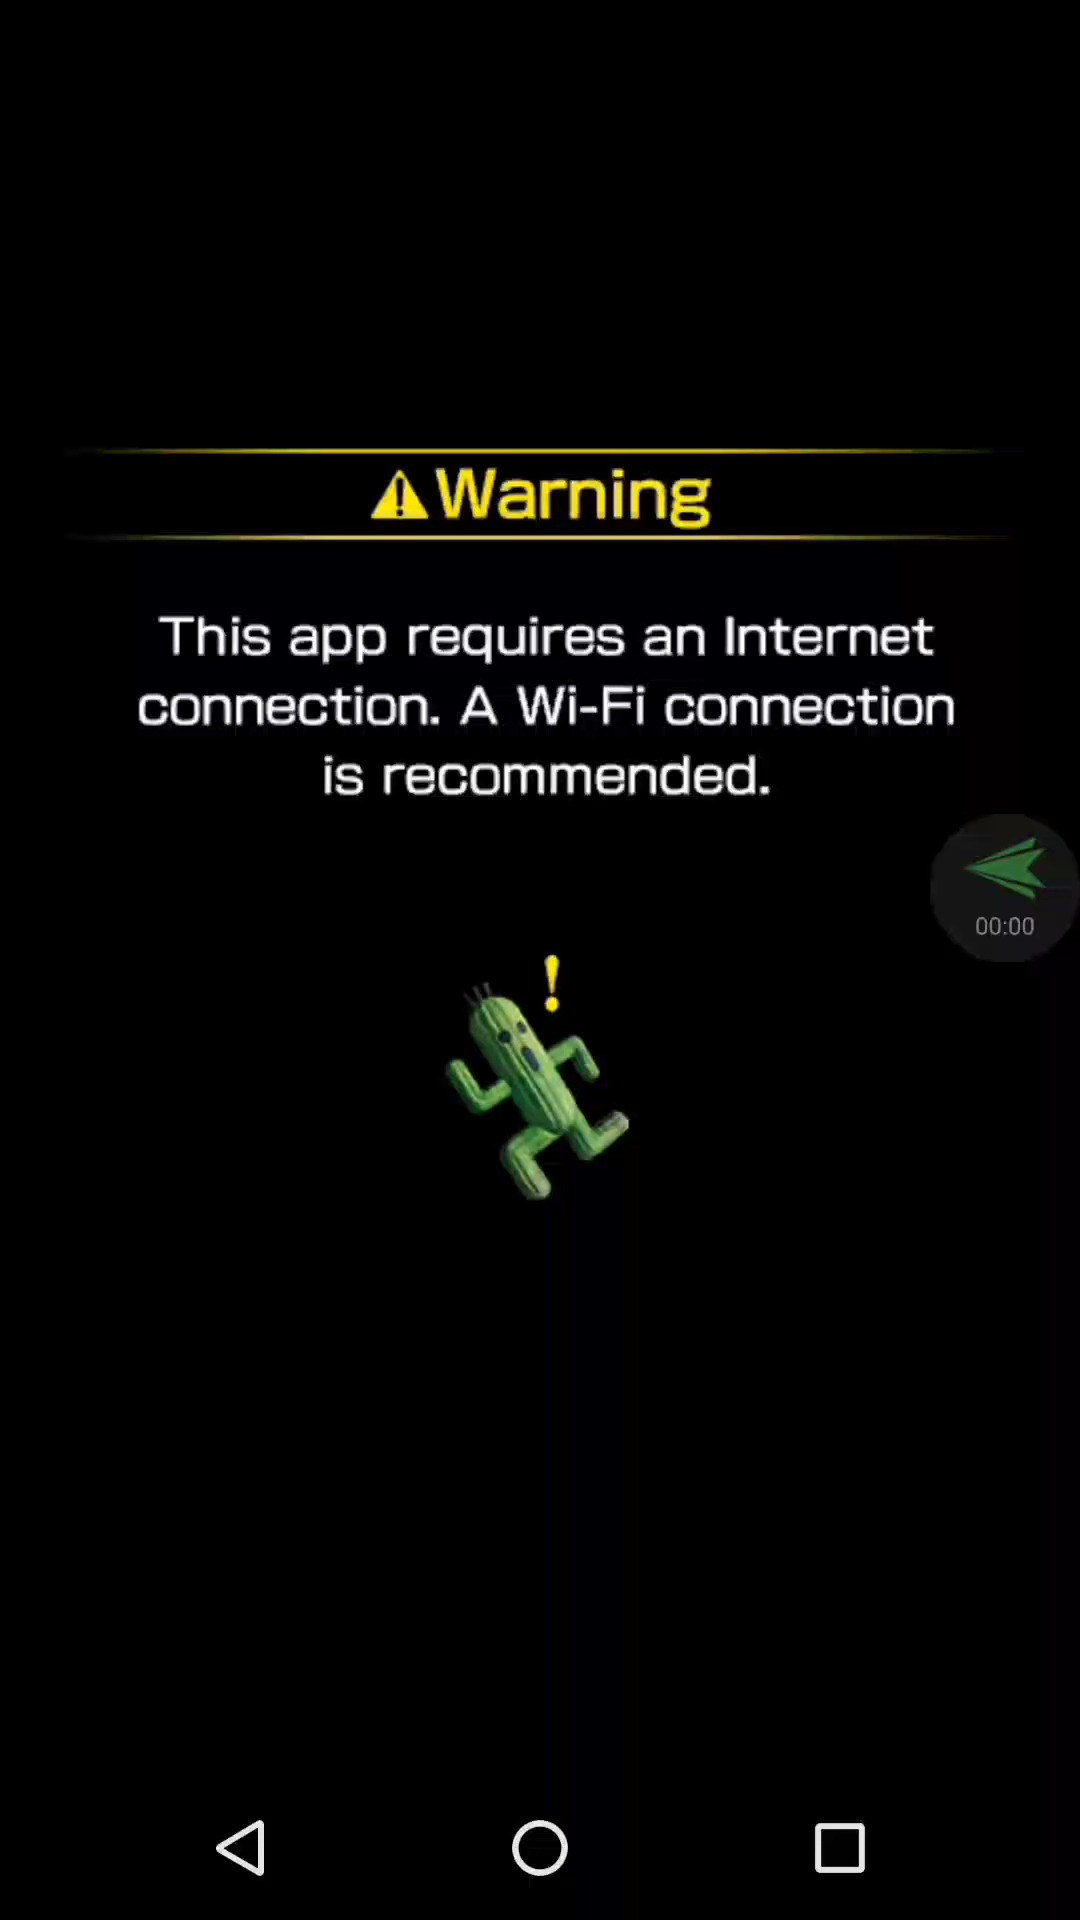 ⚠Warning
This app requires an Internet
connection. A Wi-Fi connection
is recommended.
00:00
!